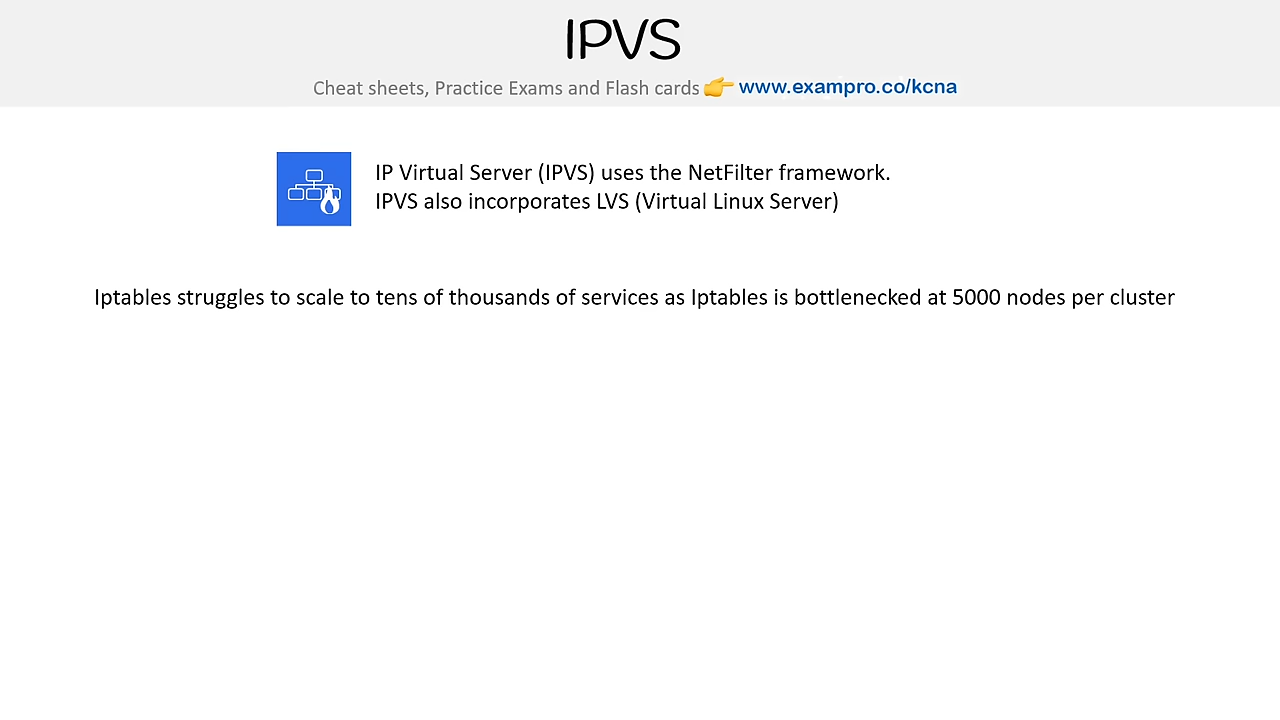 IPVS
Cheat sheets, Practice Exams and Flash cards 👉 www.exampro.co/kcna
IP Virtual Server (IPVS) uses the NetFilter framework.
IPVS also incorporates LVS (Virtual Linux Server)
Iptables struggles to scale to tens of thousands of services as Iptables is bottlenecked at 5000 nodes per cluster